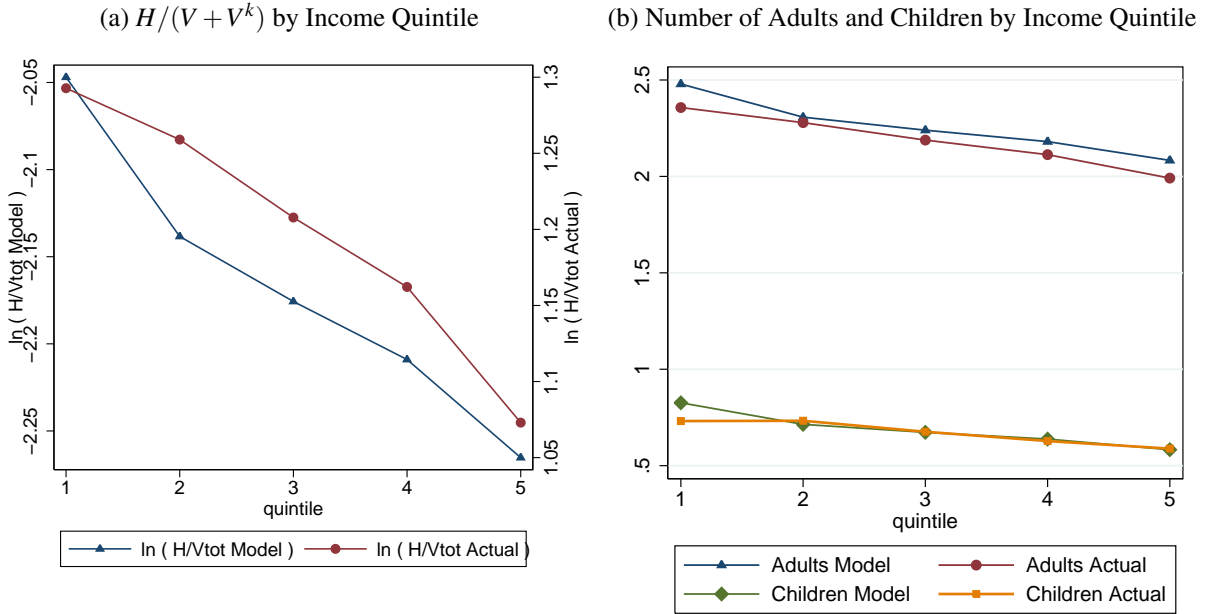 (a) H/(V + V^k) by Income Quintile
ln ( H/Vtot Model )
−2.05
−2.1
−2.15
−2.2
−2.25
1.3
1.25
1.2
1.15
1.1
1.05
ln ( H/Vtot Actual )
1 2 3 4 5
quintile
ln ( H/Vtot Model ) ln ( H/Vtot Actual )
(b) Number of Adults and Children by Income Quintile
2.5
2
1.5
1
.5
1 2 3 4 5
quintile
Adults Model Adults Actual
Children Model Children Actual